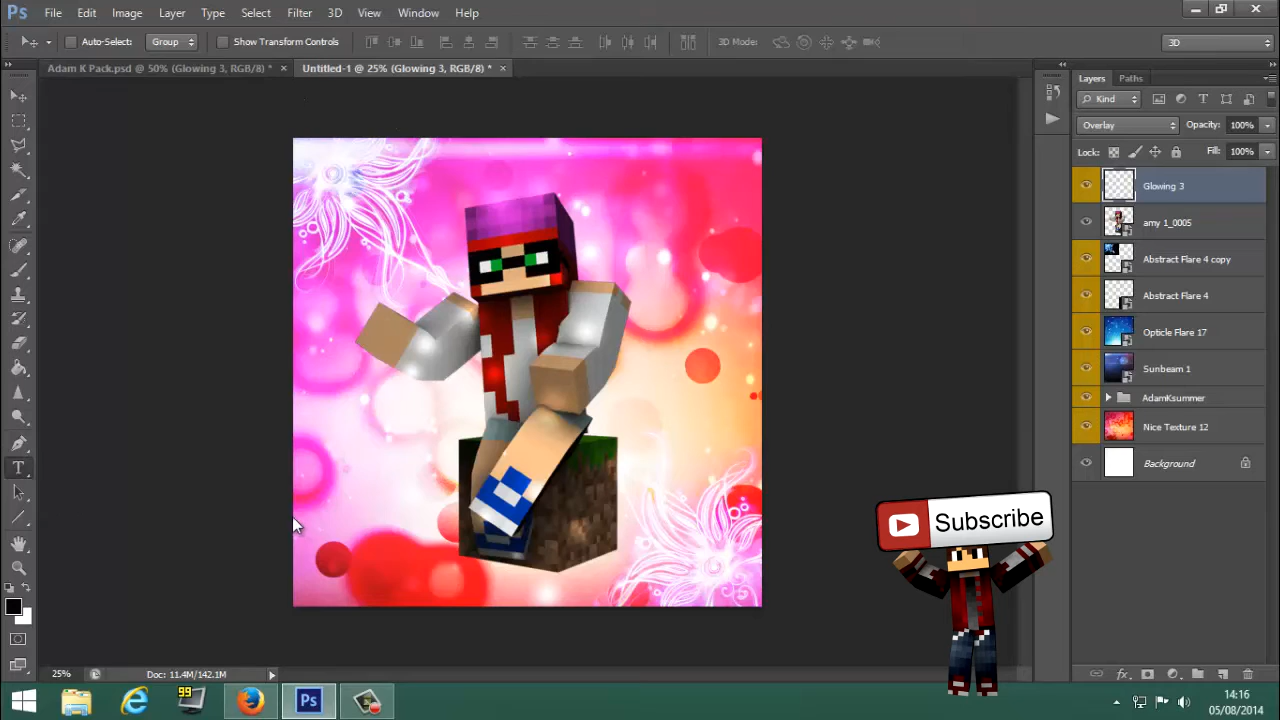 Ps File Edit Image Layer Type Select Filter 3D View Window Help
Auto-Select: Group Show Transform Controls 3D Mode: 3D
Adam K Pack.psd @ 50% (Glowing 3, RGB/8) * × Untitled-1 @ 25% (Glowing 3, RGB/8) * ×
Layers Paths
Kind
Overlay Opacity: 100%
Lock: Fill: 100%
Glowing 3
amy 1_0005
Abstract Flare 4 copy
Abstract Flare 4
Opticle Flare 17
Sunbeam 1
AdamKsummer
Nice Texture 12
Background
Subscribe
25% Doc: 11.4M/142.1M
99
Ps
14:16
05/08/2014